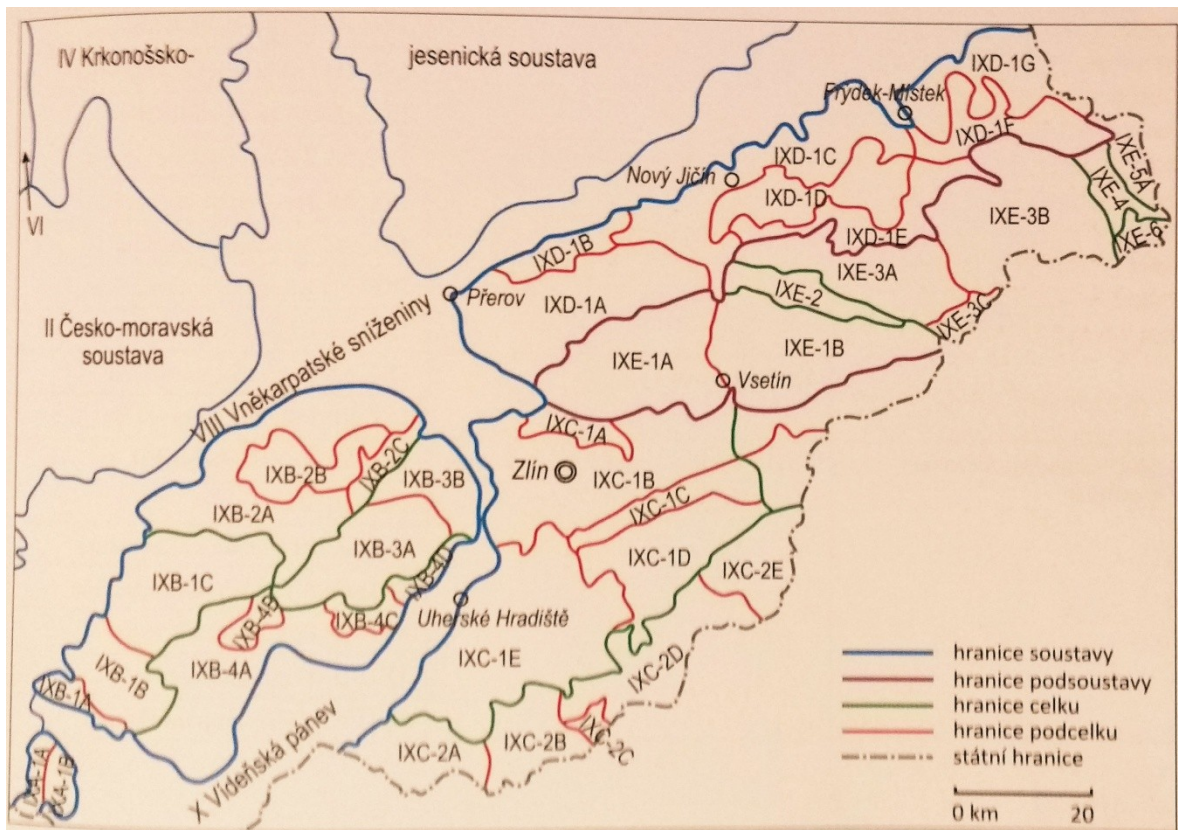 IV Krkonošsko-
jesenická soustava
IXD-1G
Frýdek-Místek
IXD-1F
IXE-5A
IXD-1C
Nový Jičín
IXE-4
IXD-1D
IXE-3B
VI
IXE-6
IXD-1E
IXD-1B
IXE-3A
Přerov
IXE-2
IXD-1A
IXE-3C
II Česko-moravská
soustava
IXE-1B
IXE-1A
VIII Vněkarpatské sníženiny
Vsetín
IXC-1A
IXB-2C
IXB-2B
IXB-3B
Zlín
IXC-1B
IXB-2A
IXC-1C
IXB-3A
IXC-1D
IXB-4D
IXC-2E
IXB-1C
IXB-4B
IXB-4C
Uherské Hradiště
IXC-1E
IXB-4A
IXC-2D
IXB-1B
IXB-1A
X Vídeňská pánev
IXC-2A
IXC-2B
IXC-2C
IXA-1A
IXA-1B
hranice soustavy
hranice podsoustavy
hranice celku
hranice podcelku
státní hranice
0 km 20